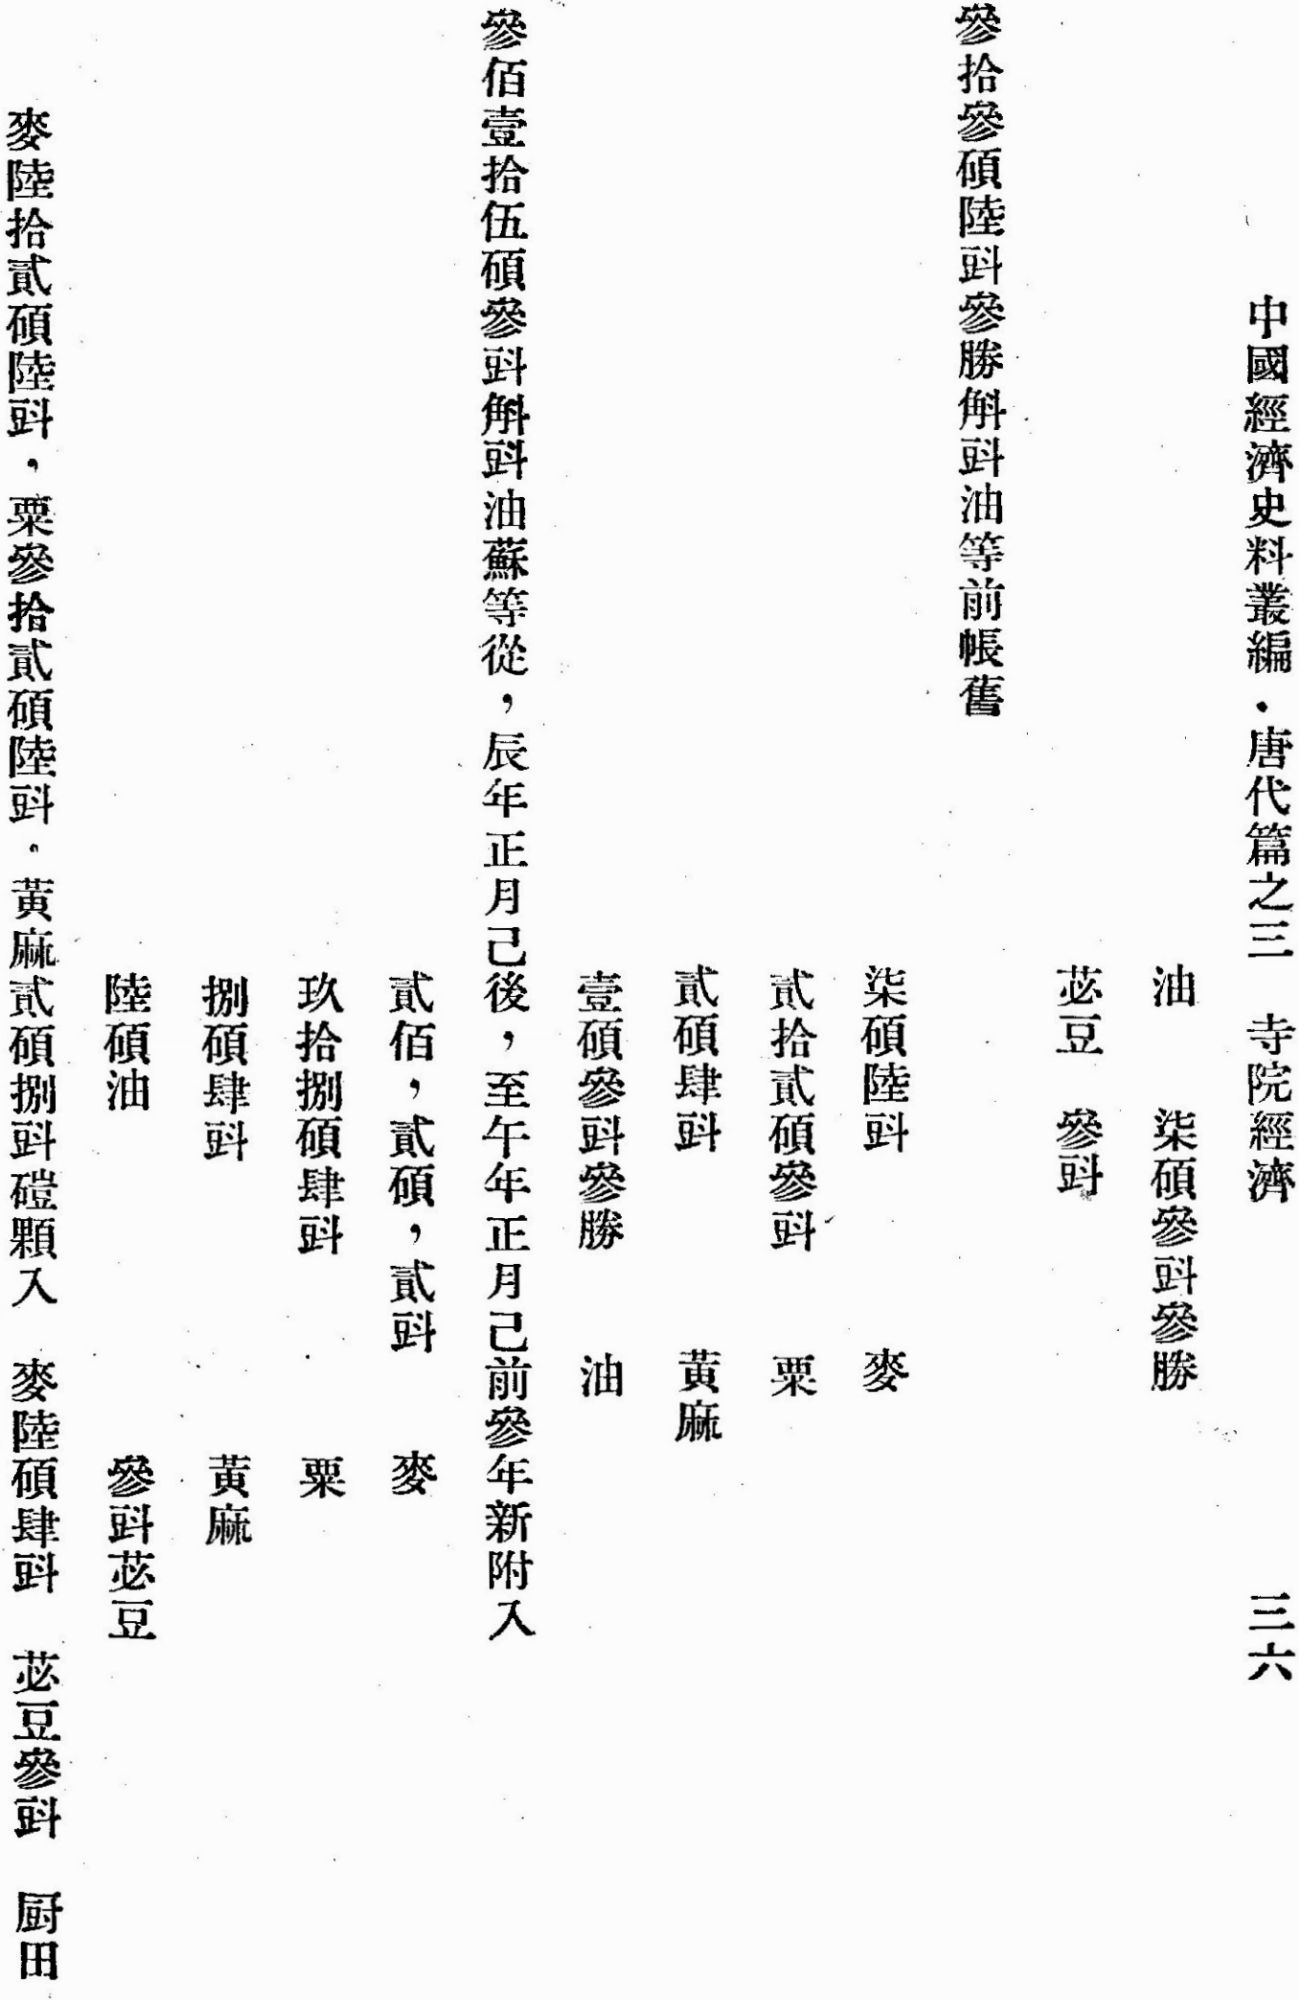 中國經濟史料叢編・唐代篇之三　寺院經濟　三六
油　柒碩參㪷參勝
苾豆　參㪷
參拾參碩陸㪷參勝斛㪷油等前帳舊
柒碩陸㪷　麥
貳拾貳碩參㪷　粟
貳碩肆㪷　黃麻
壹碩參㪷參勝　油
參佰壹拾伍碩參㪷斛㪷油蘇等從，辰年正月己後，至午年正月己前參年新附入
貳佰，貳碩，貳㪷　麥
玖拾捌碩肆㪷　粟
捌碩肆㪷　黃麻
陸碩油　參㪷苾豆
麥陸拾貳碩陸㪷，粟參拾貳碩陸㪷。黃麻貳碩捌㪷磑顆入　麥陸碩肆㪷　苾豆參㪷　厨田